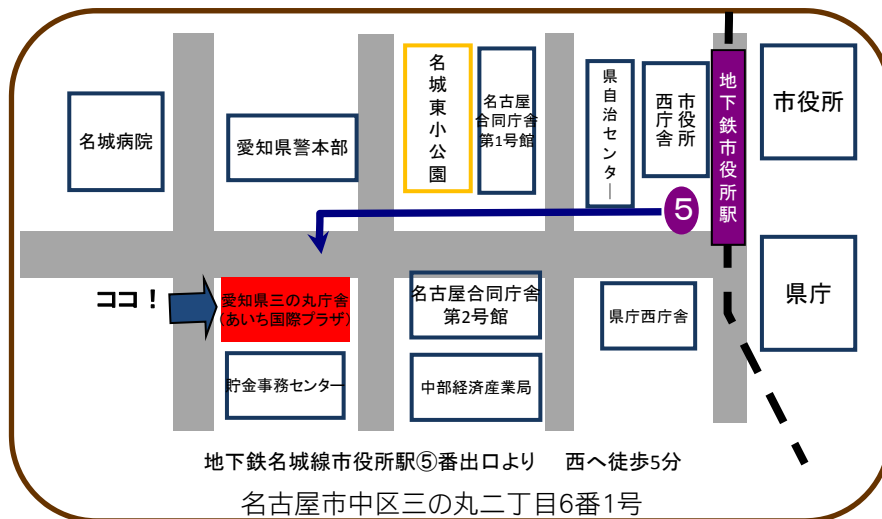 名城病院
愛知県警本部
名城東小公園
名古屋
合同庁舎
第1号館
県自治センター
市役所
西庁舎
地下鉄市役所駅
市役所
⑤
ココ！
愛知県三の丸庁舎
(あいち国際プラザ)
名古屋合同庁舎
第2号館
県庁西庁舎
県庁
貯金事務センター
中部経済産業局
地下鉄名城線市役所駅⑤番出口より　西へ徒歩5分
名古屋市中区三の丸二丁目6番1号